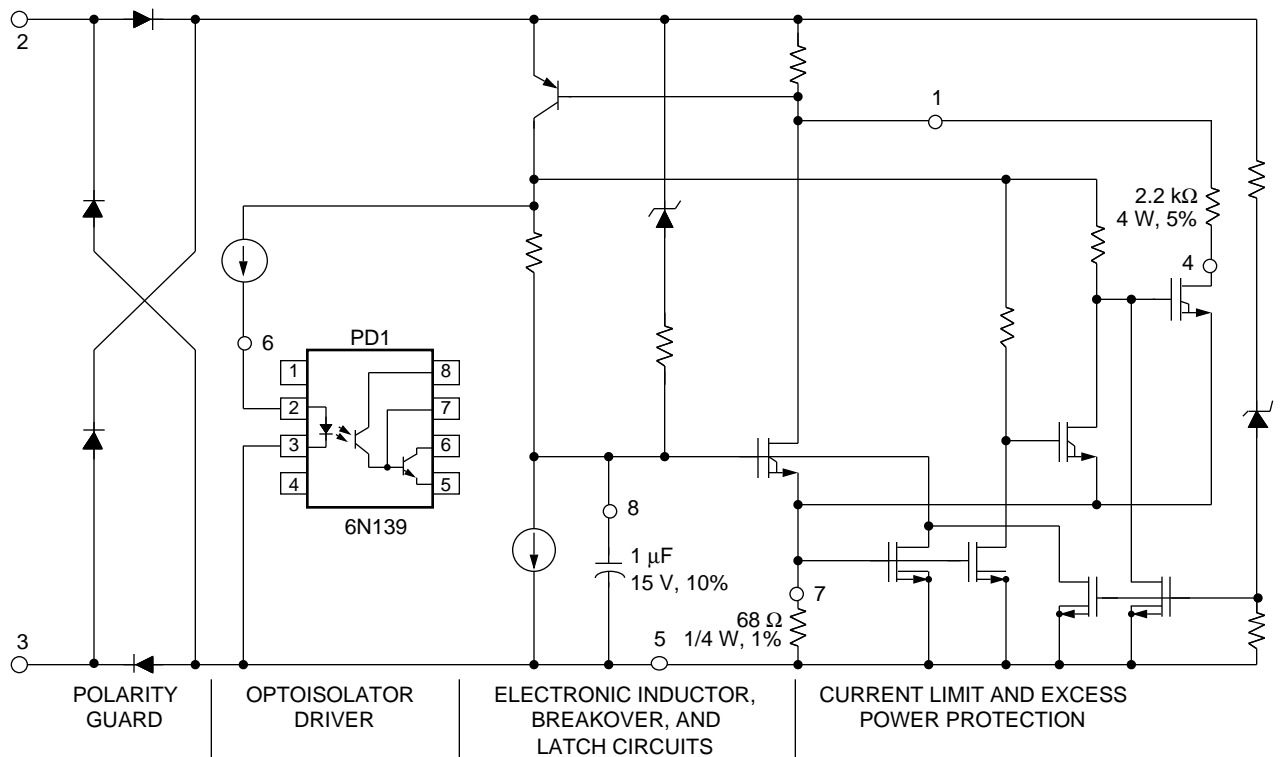 2
1
2.2 kΩ
4 W, 5%
4
6
PD1
1
8
2
7
3
6
4
5
6N139
8
1 μF
15 V, 10%
7
68 Ω
1/4 W, 1%
3
5
POLARITY
GUARD
OPTOISOLATOR
DRIVER
ELECTRONIC INDUCTOR,
BREAKOVER, AND
LATCH CIRCUITS
CURRENT LIMIT AND EXCESS
POWER PROTECTION